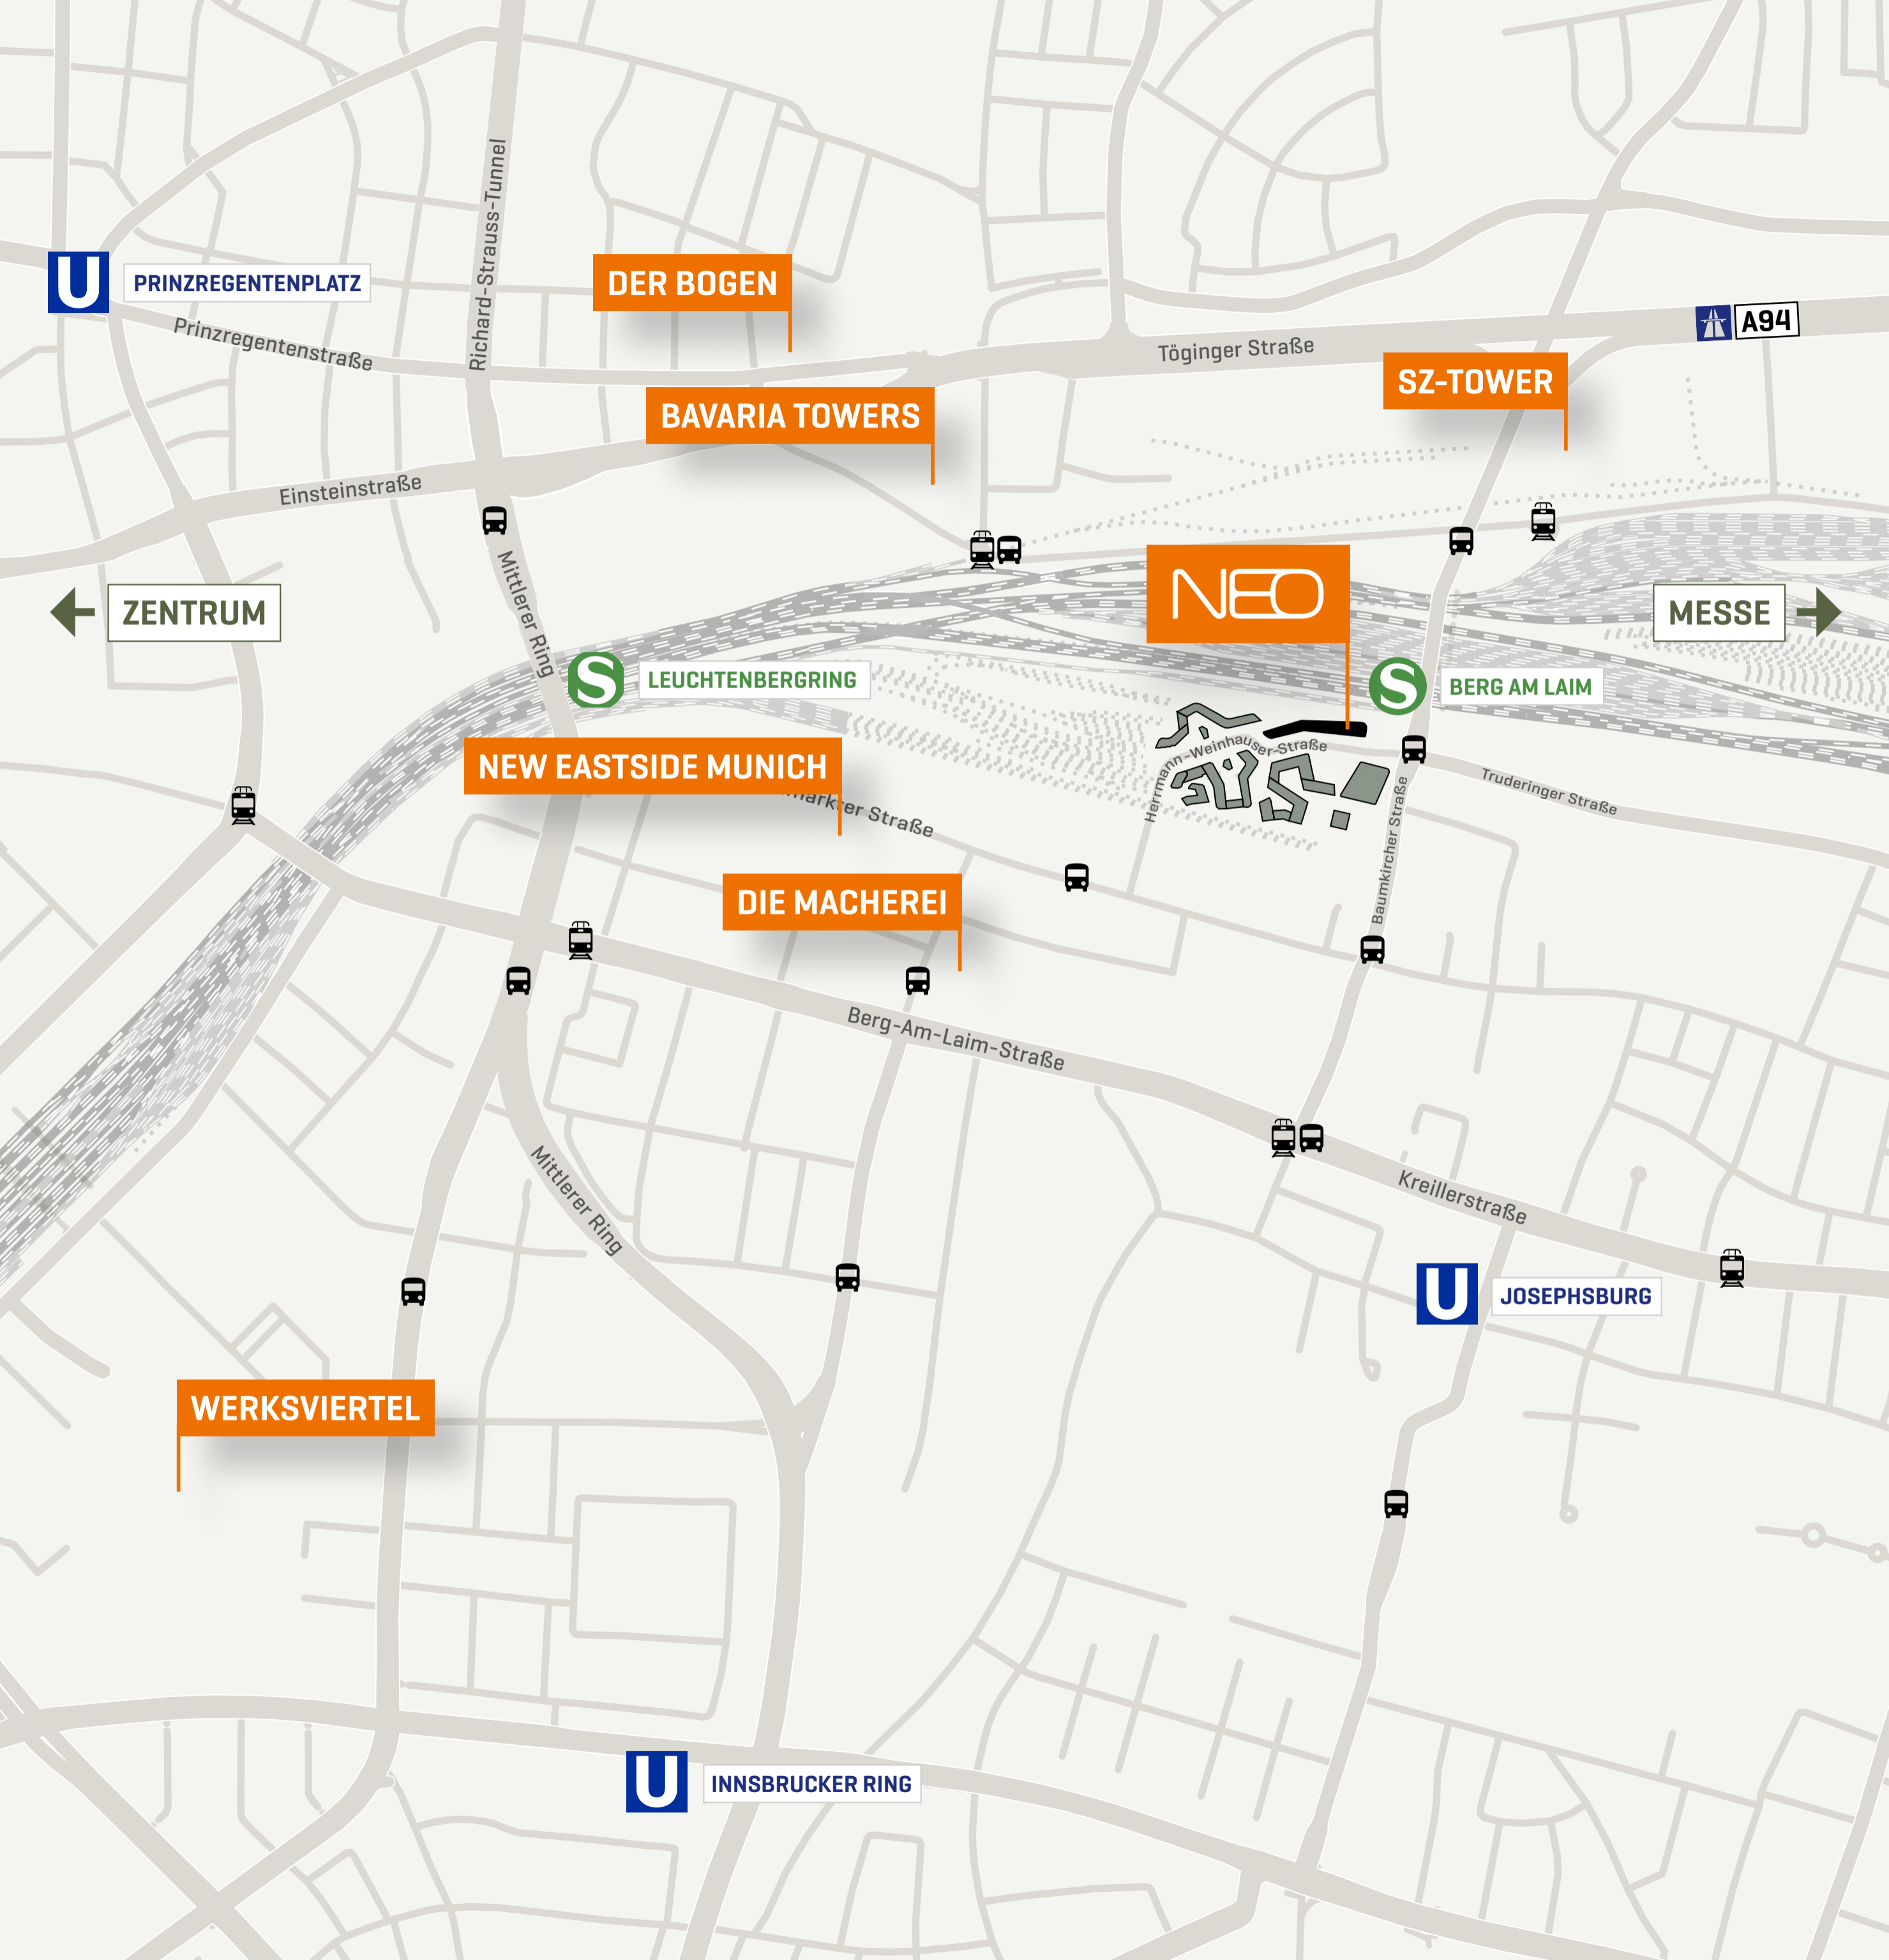 Richard-Strauss-Tunnel
U PRINZREGENTENPLATZ
DER BOGEN
Prinzregentenstraße
A94
Töginger Straße
SZ-TOWER
BAVARIA TOWERS
Einsteinstraße
NEO
ZENTRUM
MESSE
Mittlerer Ring
S LEUCHTENBERGRING
S BERG AM LAIM
Herrmann-Weinhauser-Straße
NEW EASTSIDE MUNICH
Straße
Truderinger Straße
Baumkircher Straße
DIE MACHEREI
Berg-Am-Laim-Straße
Mittlerer Ring
Kreillerstraße
U JOSEPHSBURG
WERKSVIERTEL
U INNSBRUCKER RING